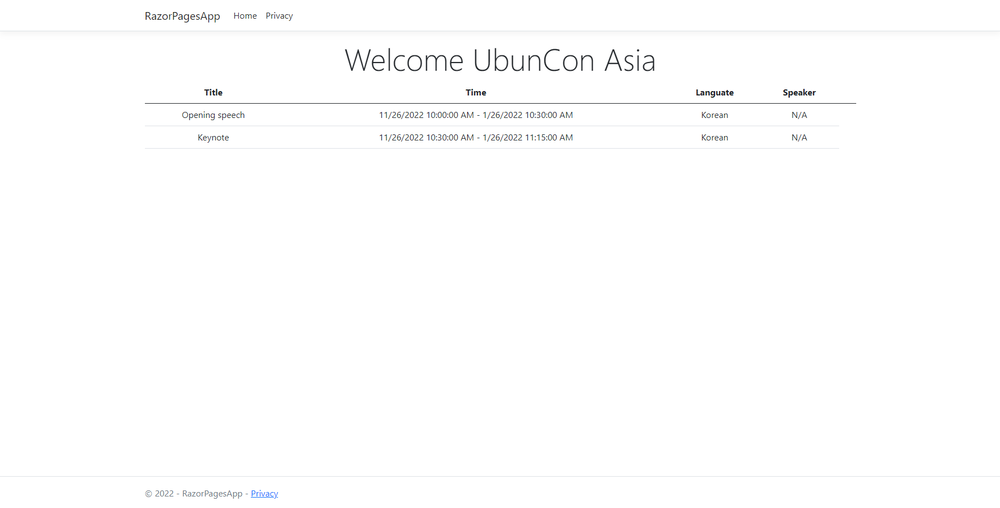 RazorPagesApp Home Privacy
Welcome UbunCon Asia
Title Time Languate Speaker
Opening speech 11/26/2022 10:00:00 AM - 1/26/2022 10:30:00 AM Korean N/A
Keynote 11/26/2022 10:30:00 AM - 1/26/2022 11:15:00 AM Korean N/A
© 2022 - RazorPagesApp - Privacy